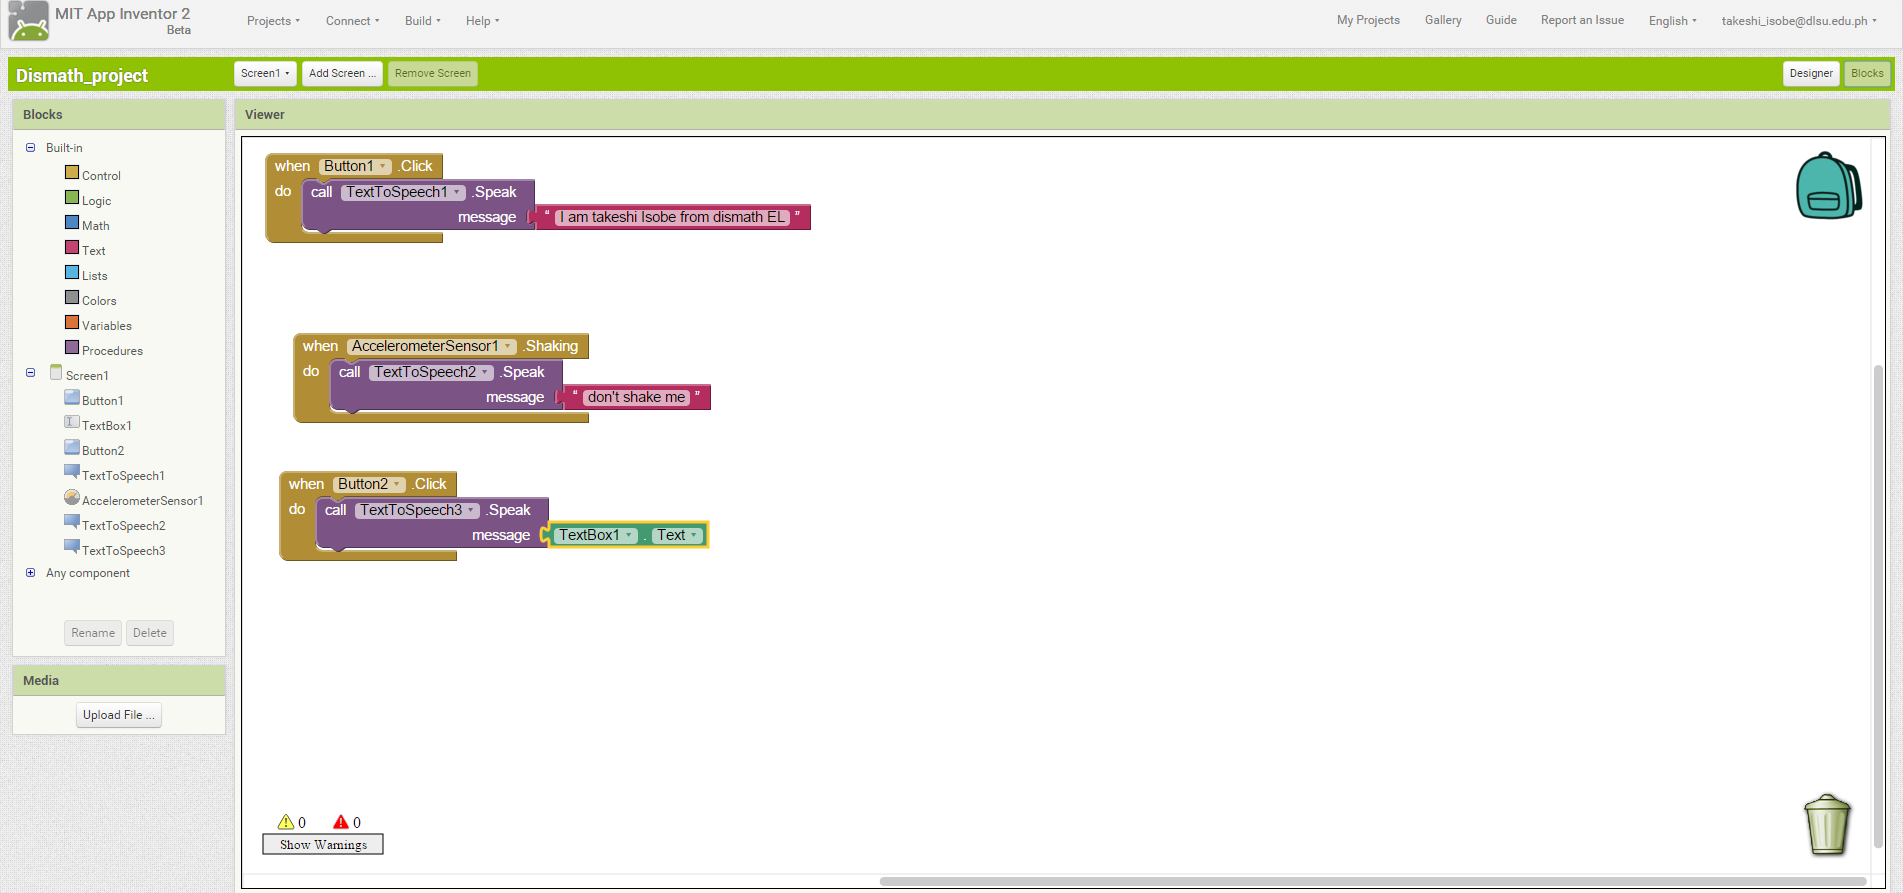 MIT App Inventor 2
Beta
Projects Connect Build Help
My Projects Gallery Guide Report an Issue English takeshi_isobe@dlsu.edu.ph
Dismath_project
Screen1 Add Screen ... Remove Screen
Designer Blocks
Blocks
Built-in
Control
Logic
Math
Text
Lists
Colors
Variables
Procedures
Screen1
Button1
TextBox1
Button2
TextToSpeech1
AccelerometerSensor1
TextToSpeech2
TextToSpeech3
Any component
Rename Delete
Media
Upload File ...
Viewer
when Button1 .Click
do call TextToSpeech1 .Speak
message “ I am takeshi Isobe from dismath EL ”
when AccelerometerSensor1 .Shaking
do call TextToSpeech2 .Speak
message “ don't shake me ”
when Button2 .Click
do call TextToSpeech3 .Speak
message TextBox1 . Text
0 0
Show Warnings